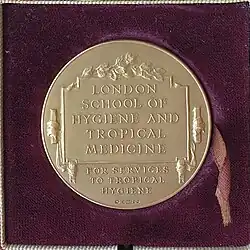 LONDON
SCHOOL OF
HYGIENE AND
TROPICAL
MEDICINE
FOR SERVICES
TO TROPICAL
HYGIENE